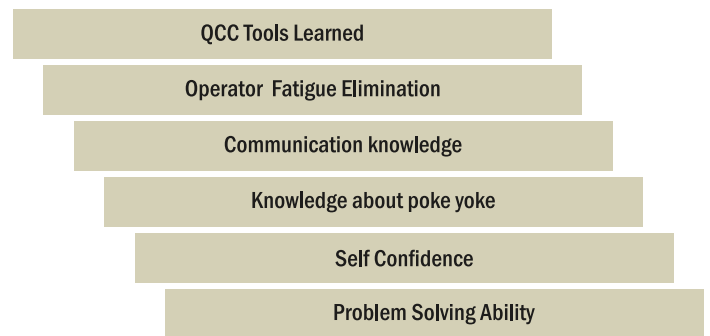 QCC Tools Learned
Operator Fatigue Elimination
Communication knowledge
Knowledge about poke yoke
Self Confidence
Problem Solving Ability